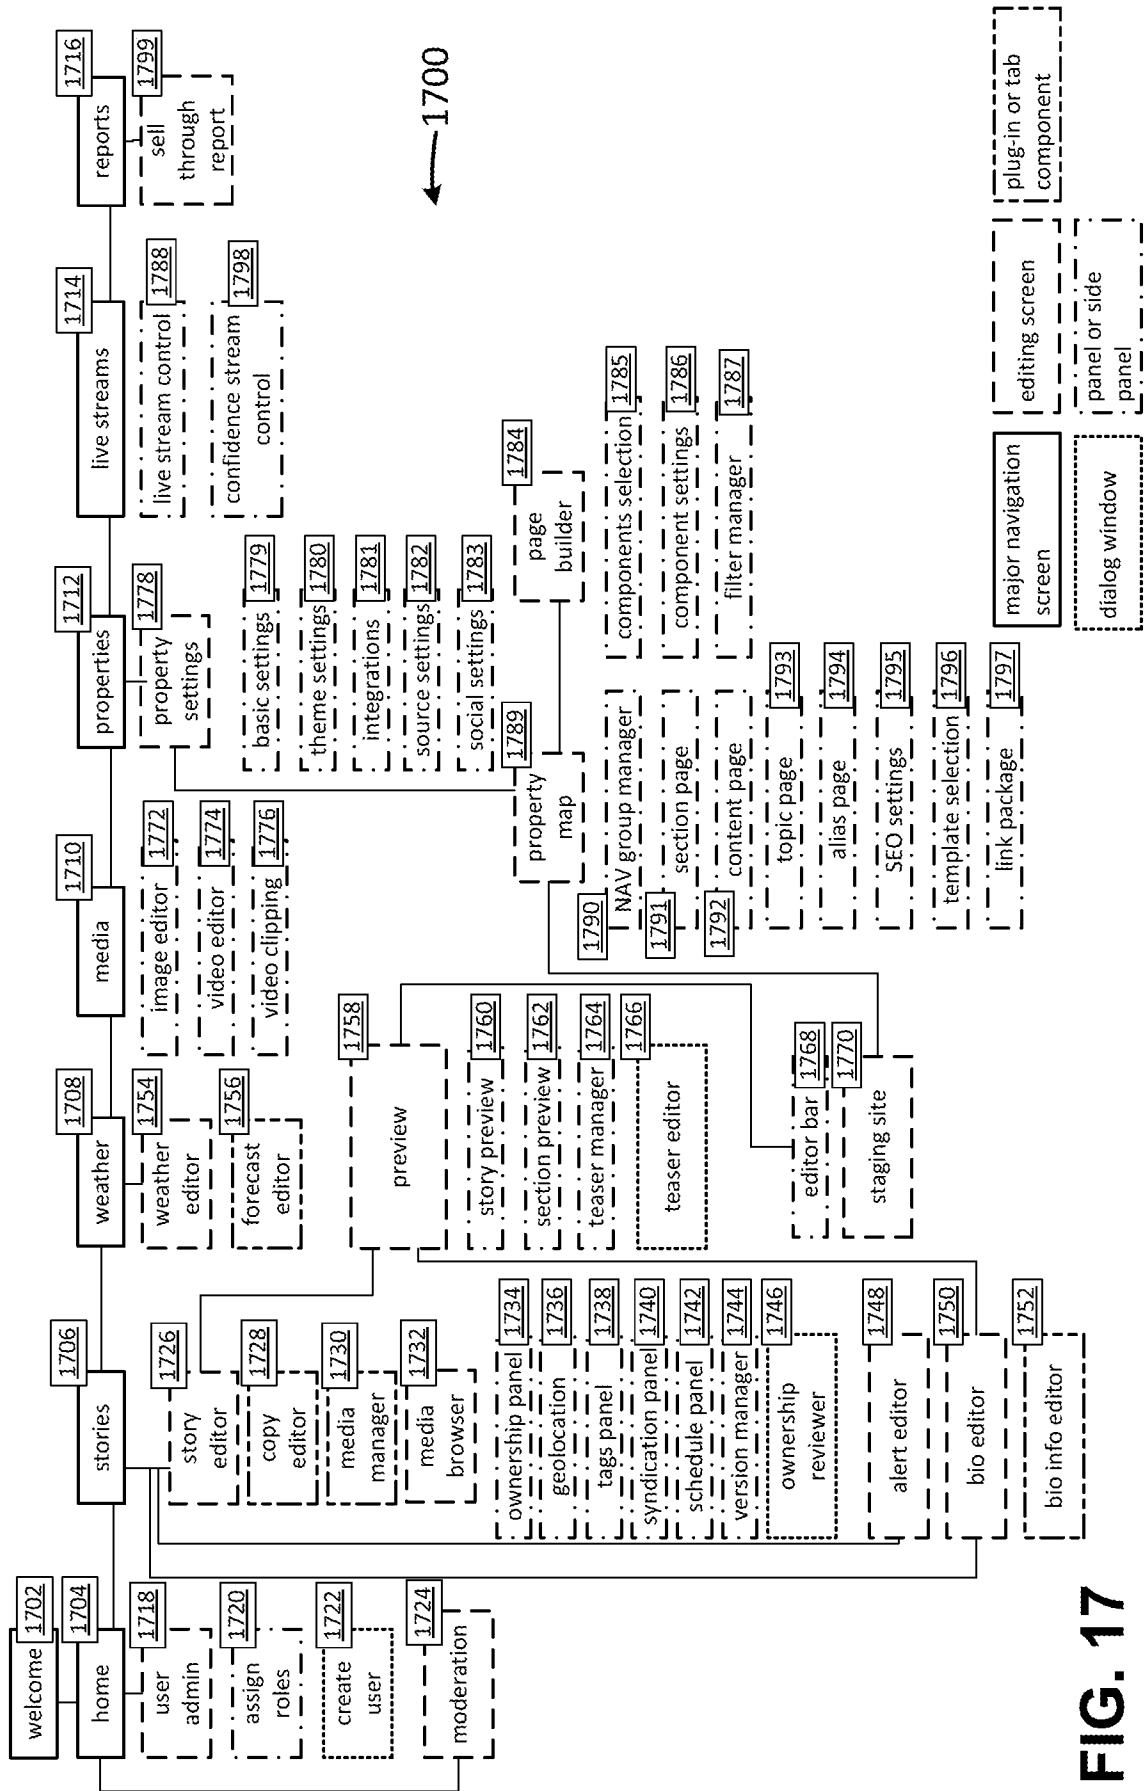 welcome
1702
home
1704
user
admin
1718
assign
roles
1720
create
user
1722
moderation
1724
stories
1706
story
editor
1726
copy
editor
1728
media
manager
1730
media
browser
1732
ownership panel
1734
geolocation
1736
tags panel
1738
syndication panel
1740
schedule panel
1742
version manager
1744
ownership
reviewer
1746
alert editor
1748
bio editor
1750
bio info editor
1752
weather
1708
weather
editor
1754
forecast
editor
1756
preview
1758
story preview
1760
section preview
1762
teaser manager
1764
teaser editor
1766
editor bar
1768
staging site
1770
media
1710
image editor
1772
video editor
1774
video clipping
1776
properties
1712
property
settings
1778
basic settings
1779
theme settings
1780
integrations
1781
source settings
1782
social settings
1783
property
map
1789
page
builder
1784
1790
NAV group manager
1791
section page
1792
content page
topic page
1793
alias page
1794
SEO settings
1795
template selection
1796
link package
1797
components selection
1785
component settings
1786
filter manager
1787
live streams
1714
live stream control
1788
confidence stream
control
1798
reports
1716
sell
through
report
1799
1700
major navigation
screen
editing screen
plug-in or tab
component
dialog window
panel or side
panel
FIG. 17